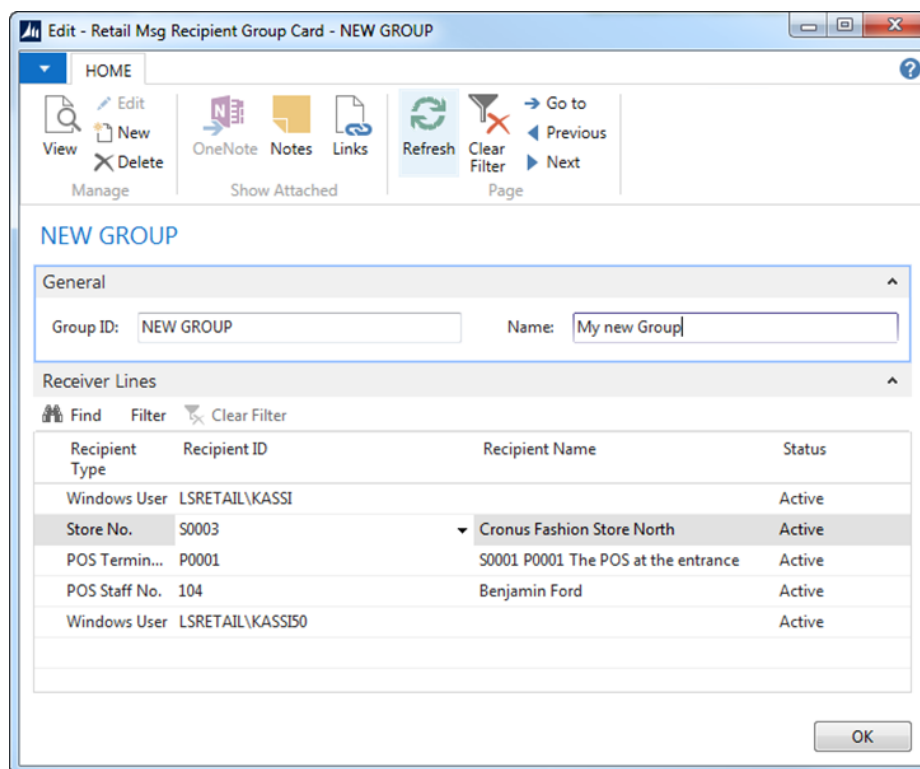 Edit - Retail Msg Recipient Group Card - NEW GROUP
HOME
View
Edit
New
Delete
Manage
OneNote
Notes
Links
Show Attached
Refresh
Clear
Filter
Go to
Previous
Next
Page
NEW GROUP
General
Group ID: NEW GROUP Name: My new Group
Receiver Lines
Find Filter Clear Filter
Recipient Type Recipient ID Recipient Name Status
Windows User LSRETAIL\KASSI Active
Store No. S0003 Cronus Fashion Store North Active
POS Termin... P0001 S0001 P0001 The POS at the entrance Active
POS Staff No. 104 Benjamin Ford Active
Windows User LSRETAIL\KASSI50 Active
OK